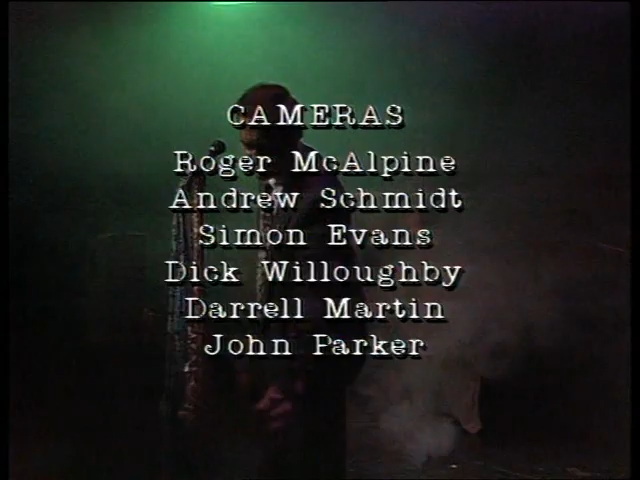 CAMERAS
Roger McAlpine
Andrew Schmidt
Simon Evans
Dick Willoughby
Darrell Martin
John Parker